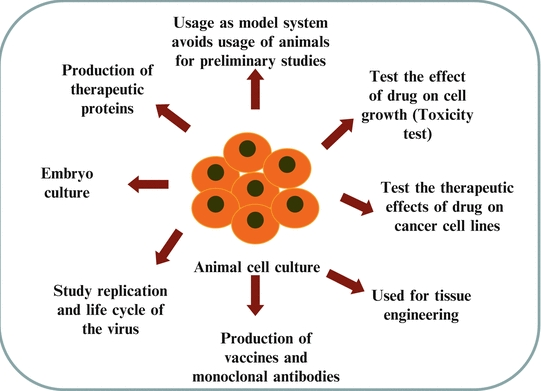 Usage as model system
avoids usage of animals
for preliminary studies
Production of
therapeutic
proteins
Test the effect
of drug on cell
growth (Toxicity
test)
Embryo
culture
Test the therapeutic
effects of drug on
cancer cell lines
Animal cell culture
Study replication
and life cycle of
the virus
Used for tissue
engineering
Production of
vaccines and
monoclonal antibodies